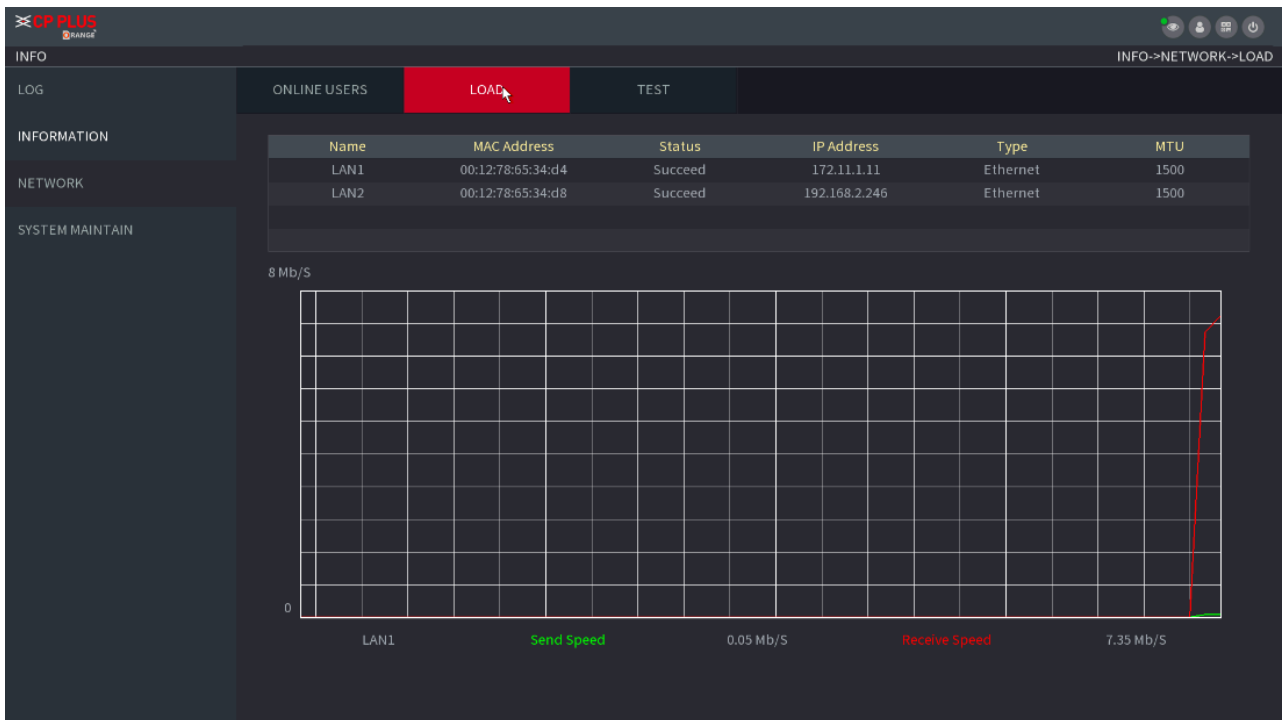 CP PLUS
ORANGE
INFO
INFO->NETWORK->LOAD
LOG
INFORMATION
NETWORK
SYSTEM MAINTAIN
ONLINE USERS LOAD TEST
Name MAC Address Status IP Address Type MTU
LAN1 00:12:78:65:34:d4 Succeed 172.11.1.11 Ethernet 1500
LAN2 00:12:78:65:34:d8 Succeed 192.168.2.246 Ethernet 1500
8 Mb/S
0
LAN1 Send Speed 0.05 Mb/S Receive Speed 7.35 Mb/S